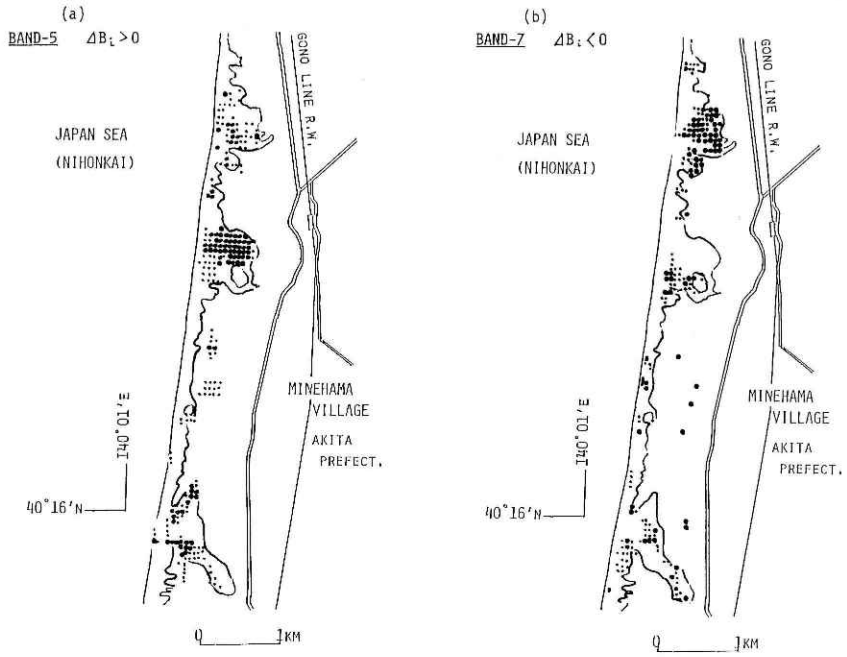 (a)
BAND-5 ΔBi>0
GONO LINE R.W.
JAPAN SEA
(NIHONKAI)
MINEHAMA
VILLAGE
AKITA
PREFECT.
140°01'E
40°16'N
0 1KM
(b)
BAND-7 ΔBi<0
GONO LINE R.W.
JAPAN SEA
(NIHONKAI)
MINEHAMA
VILLAGE
AKITA
PREFECT.
140°01'E
40°16'N
0 1KM